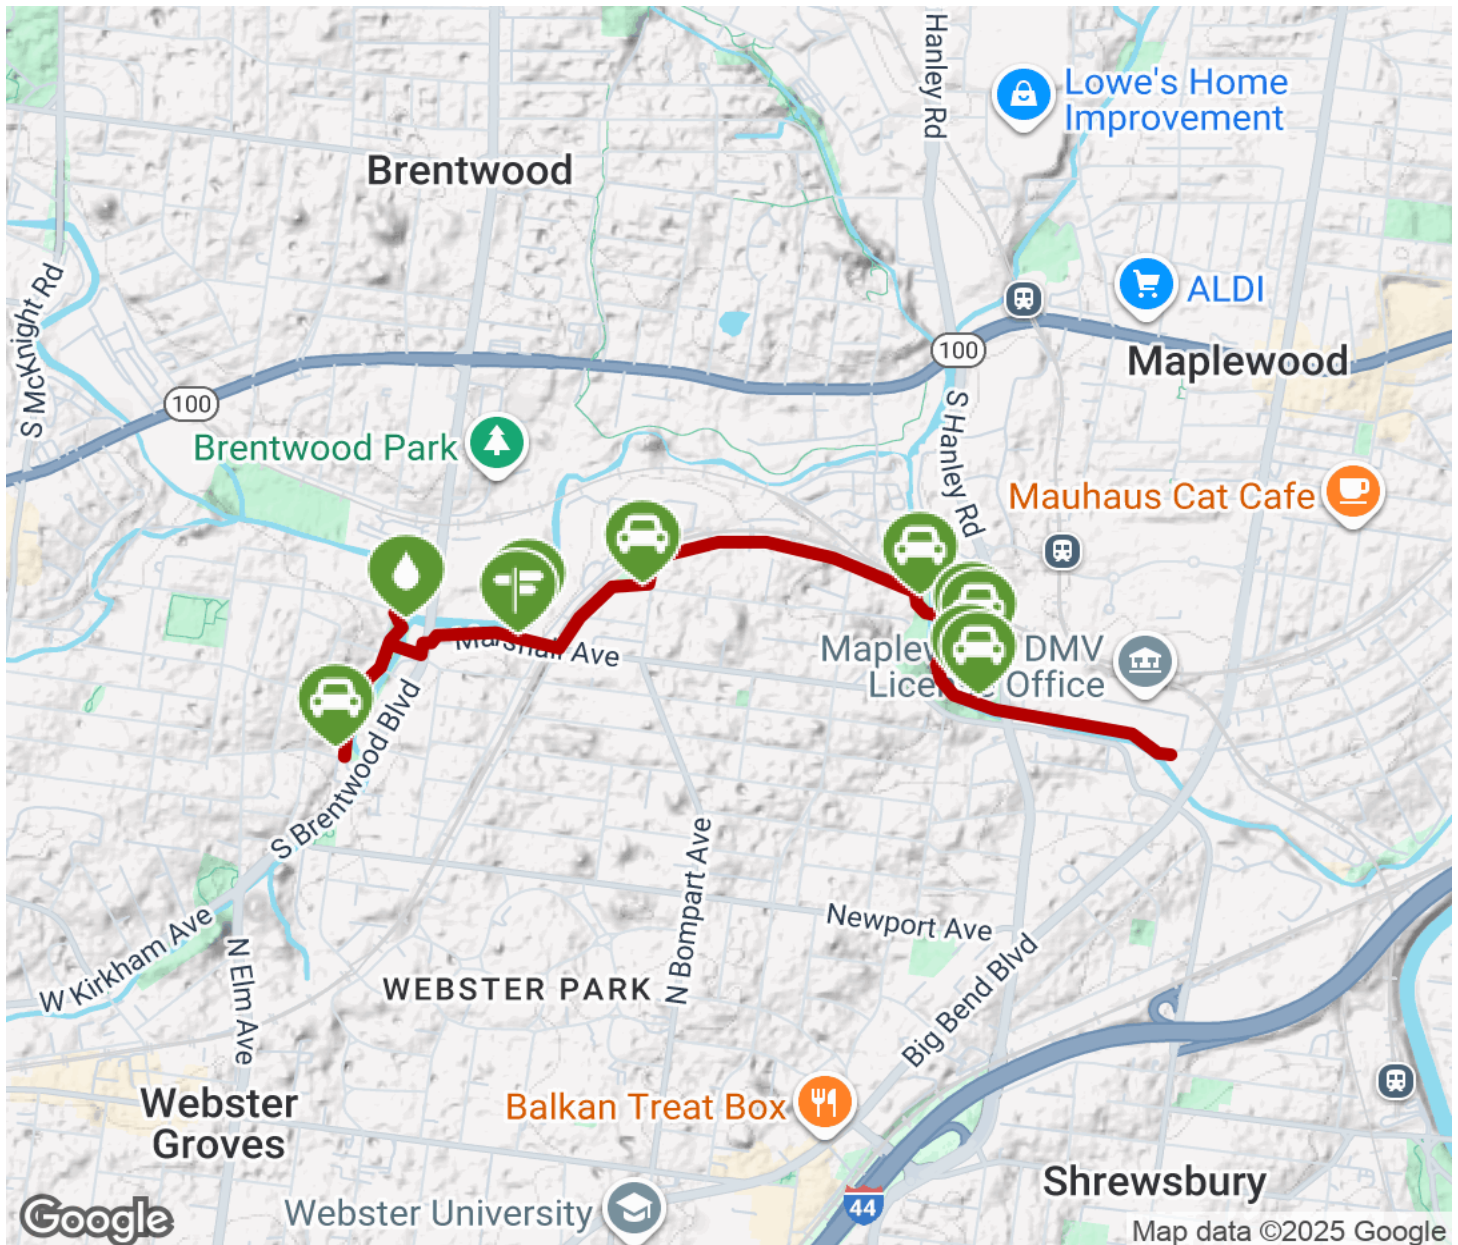 Hanley Rd
Lowe's Home
Improvement
Brentwood
S McKnight Rd
ALDI
100
Maplewood
100
S Hanley Rd
Brentwood Park
Mauhaus Cat Cafe
Marshall Ave
DMV
Office
S Brentwood Blvd
N Bompart Ave
Newport Ave
W Kirkham Ave
N Elm Ave
WEBSTER PARK
Big Bend Blvd
Webster
Groves
Balkan Treat Box
Shrewsbury
44
Webster University
Google
Map data ©2025 Google